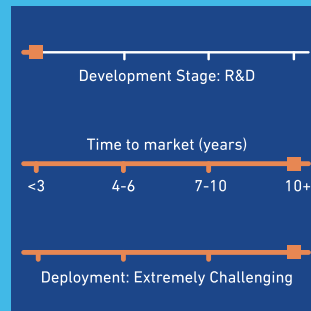 Development Stage: R&D
Time to market (years)
<3 4-6 7-10 10+
Deployment: Extremely Challenging